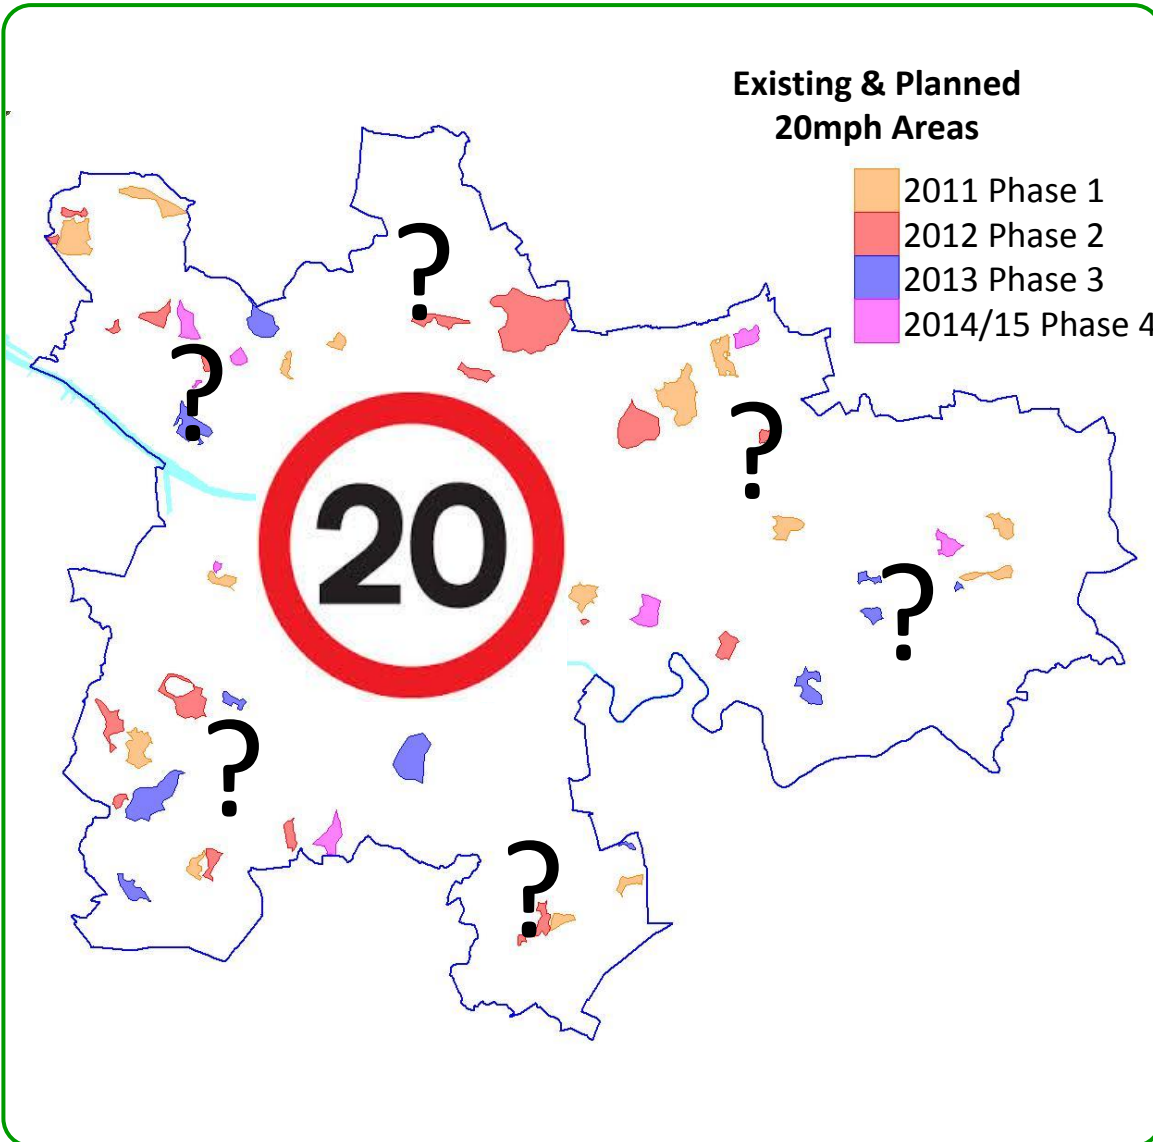 Existing & Planned
20mph Areas
2011 Phase 1
2012 Phase 2
2013 Phase 3
2014/15 Phase 4
?
?
?
?
20
?
?
?